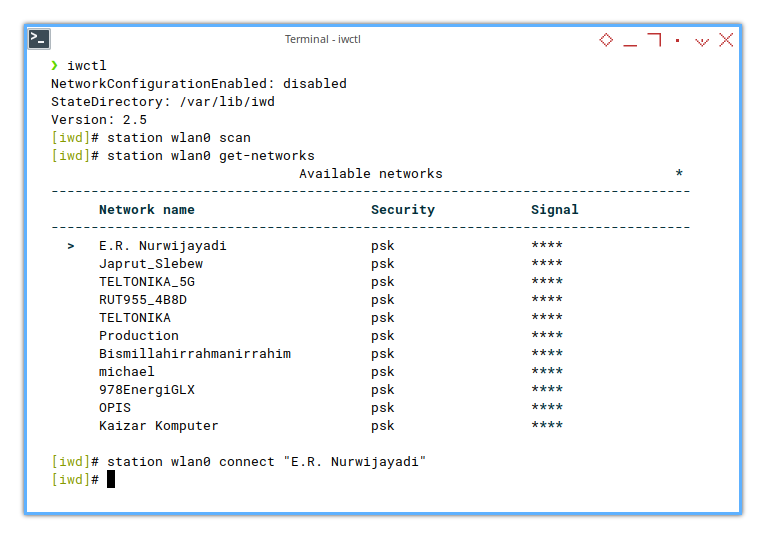 Terminal - iwctl
❯ iwctl
NetworkConfigurationEnabled: disabled
StateDirectory: /var/lib/iwd
Version: 2.5
[iwd]# station wlan0 scan
[iwd]# station wlan0 get-networks
Available networks *
--------------------------------------------------------------------------------
Network name Security Signal
--------------------------------------------------------------------------------
> E.R. Nurwijayadi psk ****
Japrut_Slebew psk ****
TELTONIKA_5G psk ****
RUT955_4B8D psk ****
TELTONIKA psk ****
Production psk ****
Bismillahirrahmanirrahim psk ****
michael psk ****
978EnergiGLX psk ****
OPIS psk ****
Kaizar Komputer psk ****
[iwd]# station wlan0 connect "E.R. Nurwijayadi"
[iwd]#